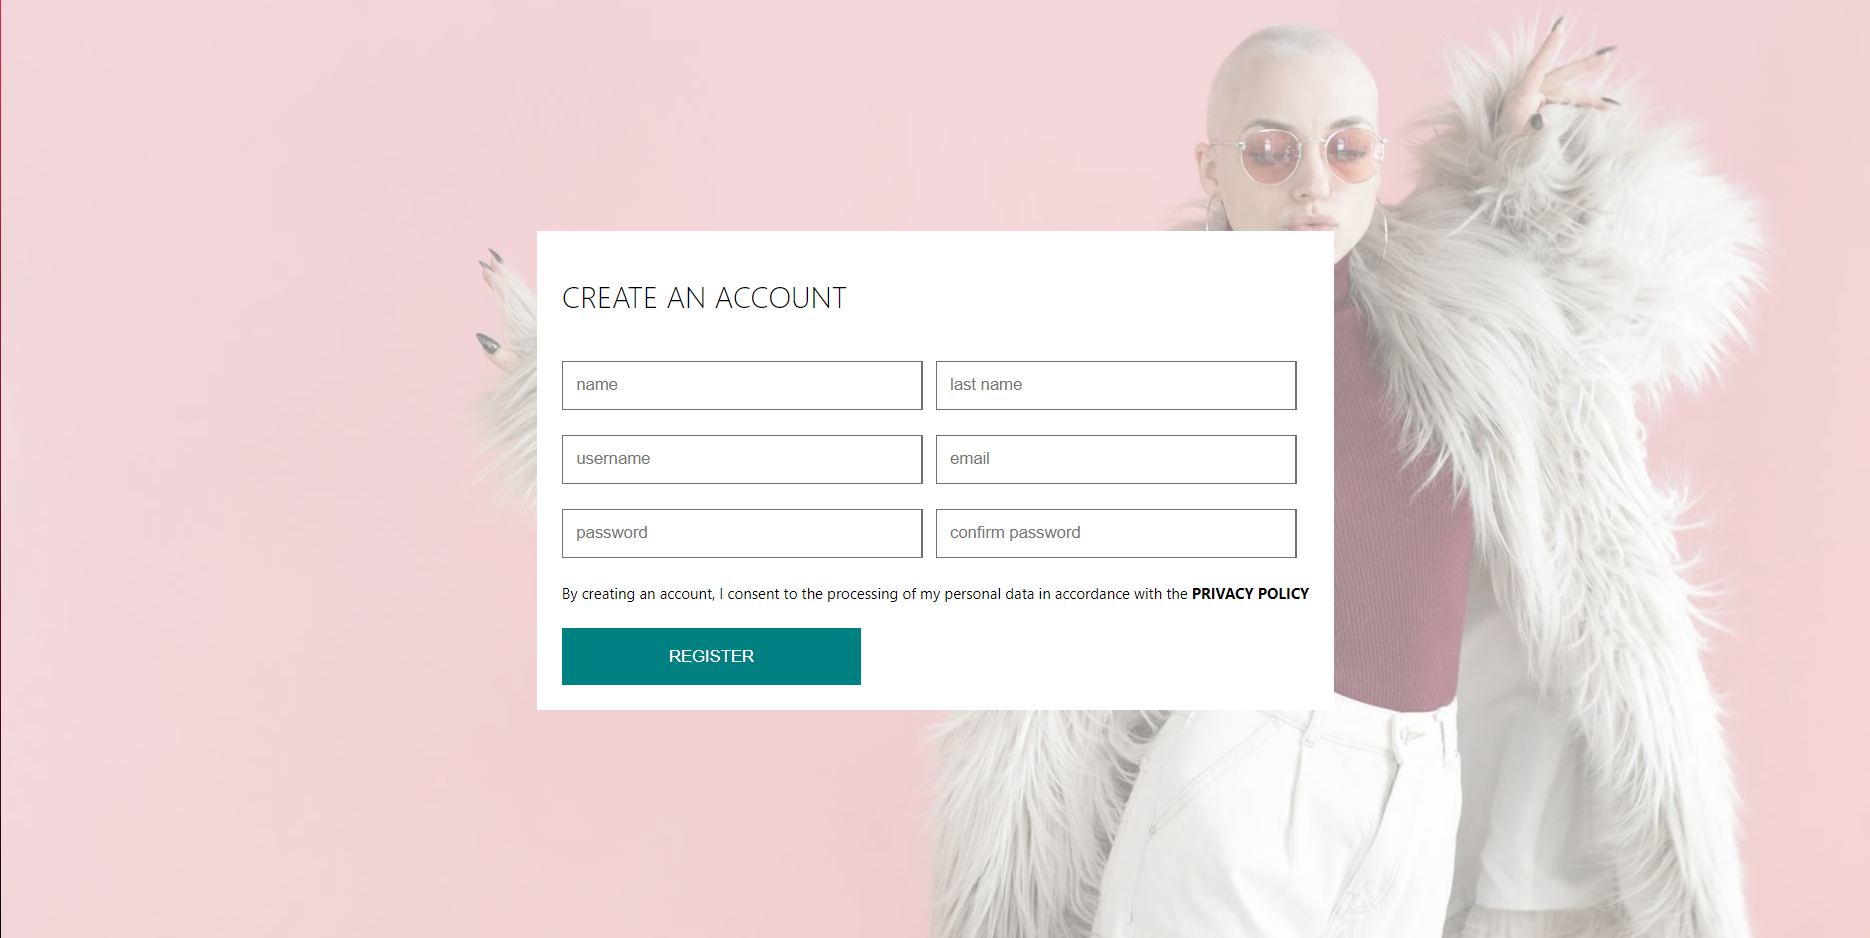 CREATE AN ACCOUNT
name last name
username email
password confirm password
By creating an account, I consent to the processing of my personal data in accordance with the PRIVACY POLICY
REGISTER